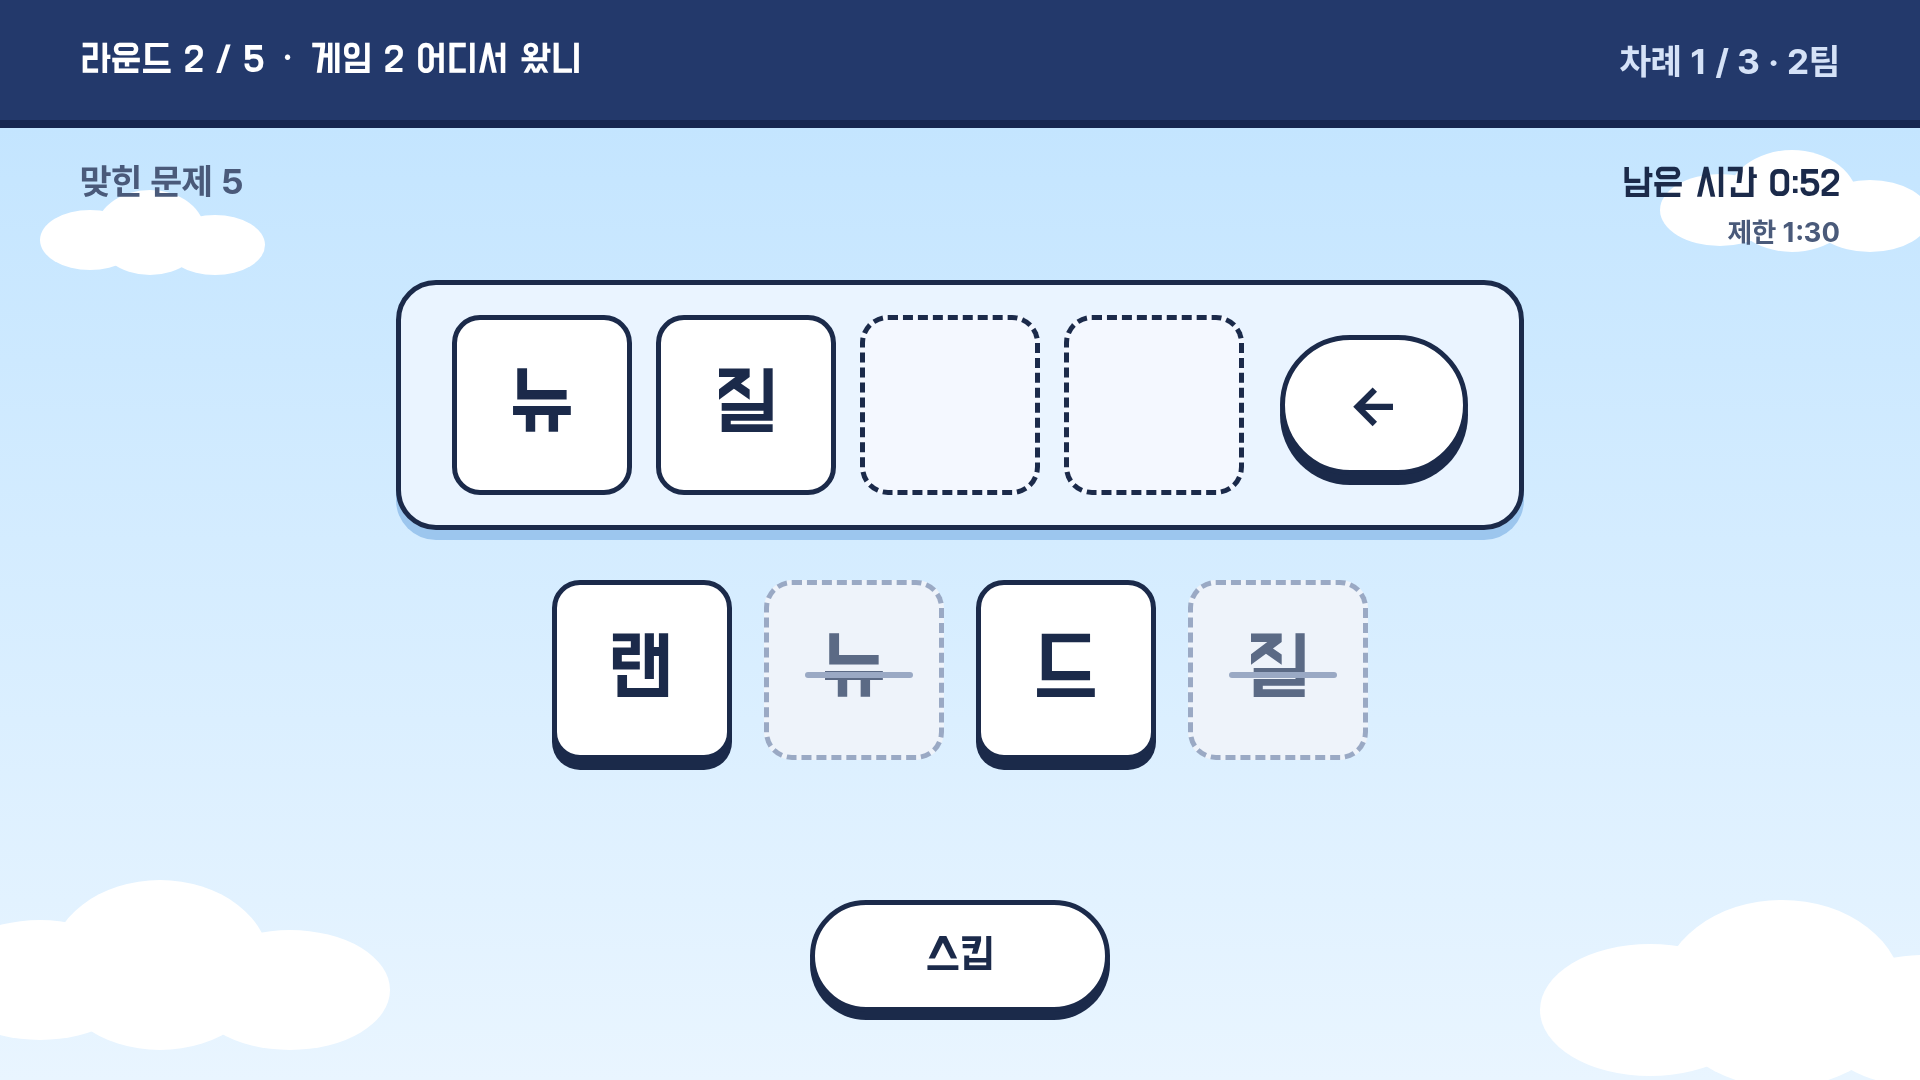 라운드 2 / 5 · 게임 2 어디서 왔니
차례 1 / 3 · 2팀
맞힌 문제 5
남은 시간 0:52
제한 1:30
뉴 질 ←
랜 뉴 드 질
스킵